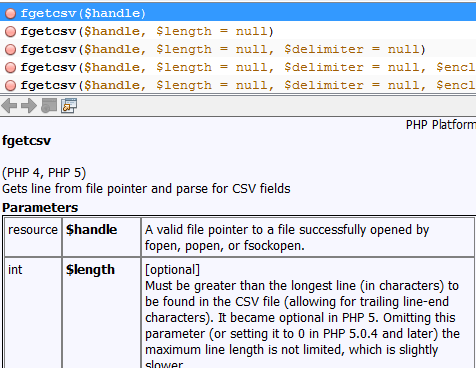 fgetcsv($handle)
fgetcsv($handle, $length = null)
fgetcsv($handle, $length = null, $delimiter = null)
fgetcsv($handle, $length = null, $delimiter = null, $encl
fgetcsv($handle, $length = null, $delimiter = null, $encl
PHP Platform
fgetcsv
(PHP 4, PHP 5)
Gets line from file pointer and parse for CSV fields
Parameters
resource $handle A valid file pointer to a file successfully opened by
fopen, popen, or fsockopen.
int $length [optional]
Must be greater than the longest line (in characters) to
be found in the CSV file (allowing for trailing line-end
characters). It became optional in PHP 5. Omitting this
parameter (or setting it to 0 in PHP 5.0.4 and later) the
maximum line length is not limited, which is slightly
slower